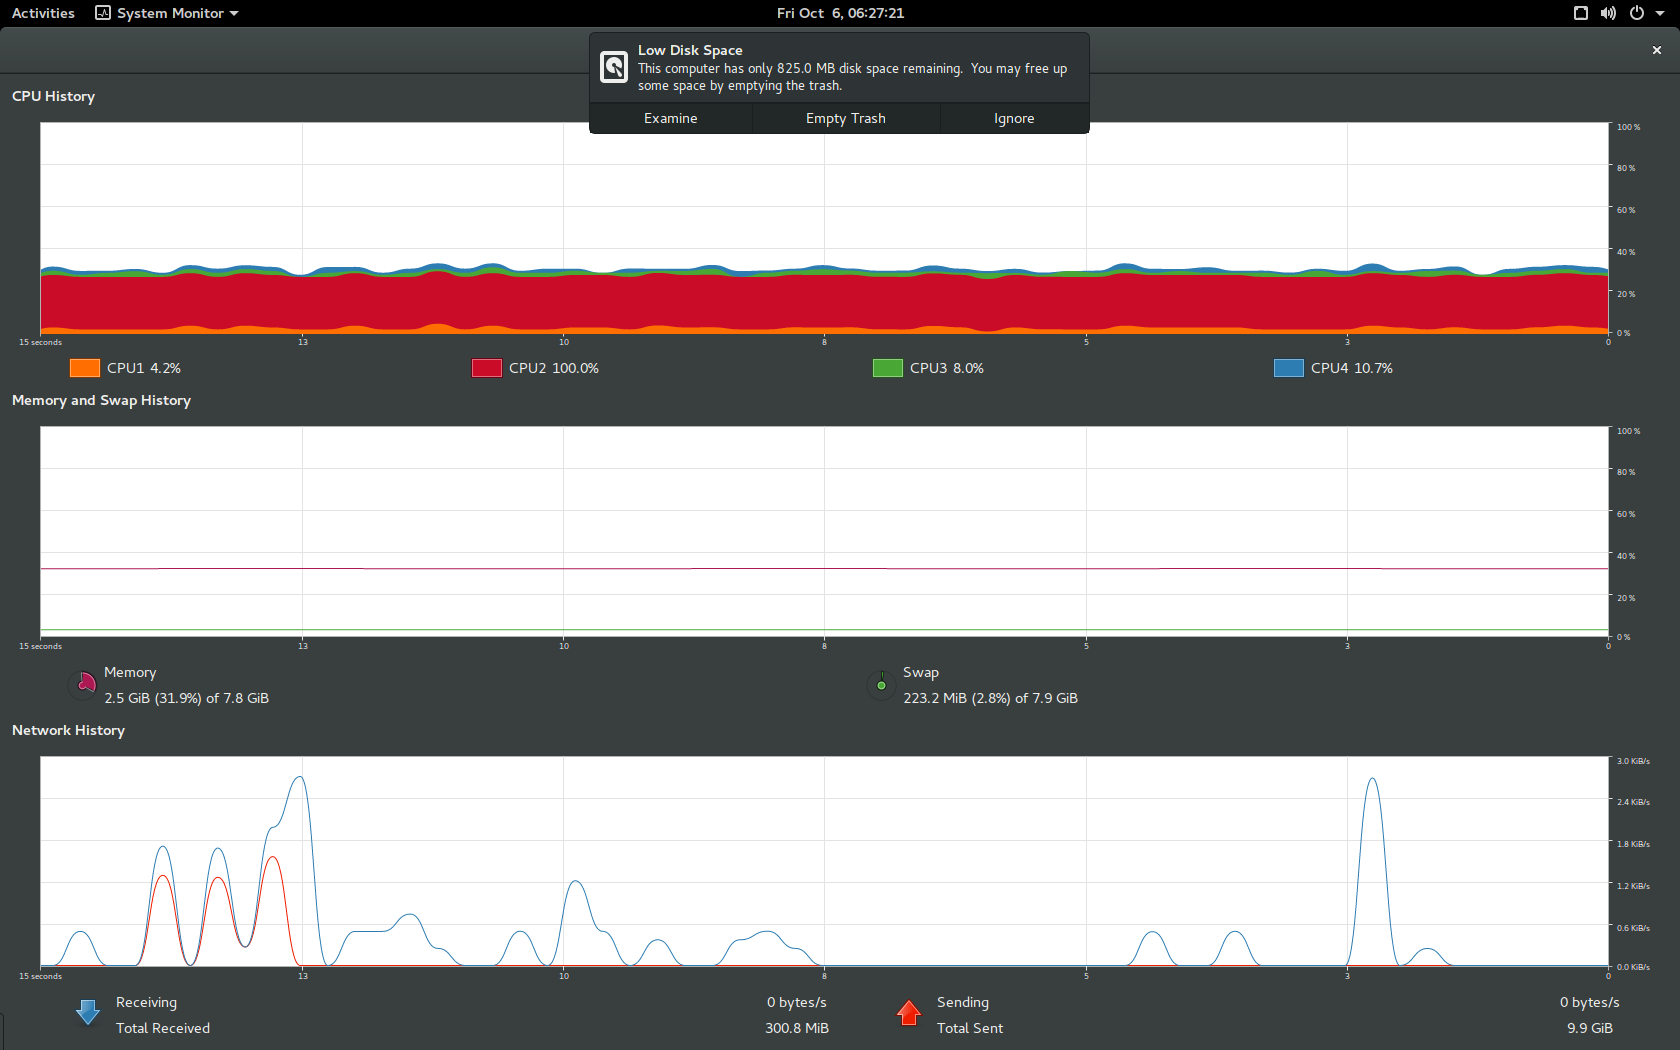 Activities System Monitor Fri Oct 6, 06:27:21
Low Disk Space
This computer has only 825.0 MB disk space remaining. You may free up
some space by emptying the trash.
Examine Empty Trash Ignore
CPU History
100 %
80 %
60 %
40 %
20 %
0 %
15 seconds 13 10 8 5 3 0
CPU1 4.2% CPU2 100.0% CPU3 8.0% CPU4 10.7%
Memory and Swap History
100 %
80 %
60 %
40 %
20 %
0 %
15 seconds 13 10 8 5 3 0
Memory Swap
2.5 GiB (31.9%) of 7.8 GiB 223.2 MiB (2.8%) of 7.9 GiB
Network History
3.0 KiB/s
2.4 KiB/s
1.8 KiB/s
1.2 KiB/s
0.6 KiB/s
0.0 KiB/s
15 seconds 13 10 8 5 3 0
Receiving 0 bytes/s Sending 0 bytes/s
Total Received 300.8 MiB Total Sent 9.9 GiB